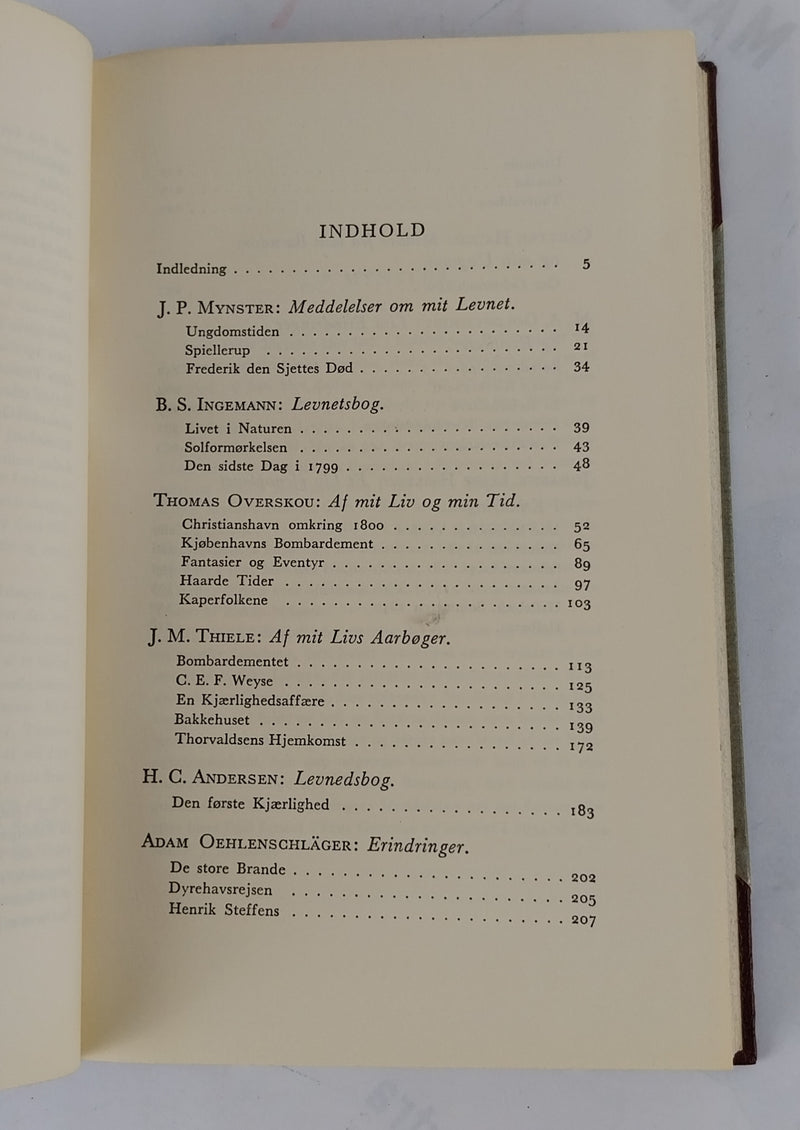 INDHOLD
Indledning . . . . . . . . . . . . . . . . . . . . . . . . . . . . 5
J. P. Mynster: Meddelelser om mit Levnet.
Ungdomstiden . . . . . . . . . . . . . . . . . . . . . . . 14
Spiellerup . . . . . . . . . . . . . . . . . . . . . . . . . 21
Frederik den Sjettes Død . . . . . . . . . . . . . . . . . 34
B. S. Ingemann: Levnetsbog.
Livet i Naturen . . . . . . . . . . . . . . . . . . . . . . 39
Solformørkelsen . . . . . . . . . . . . . . . . . . . . . . 43
Den sidste Dag i 1799 . . . . . . . . . . . . . . . . . . 48
Thomas Overskou: Af mit Liv og min Tid.
Christianshavn omkring 1800 . . . . . . . . . . . . . . 52
Kjøbenhavns Bombardement . . . . . . . . . . . . . . . 65
Fantasier og Eventyr . . . . . . . . . . . . . . . . . . . 89
Haarde Tider . . . . . . . . . . . . . . . . . . . . . . . 97
Kaperfolkene . . . . . . . . . . . . . . . . . . . . . . . 103
J. M. Thiele: Af mit Livs Aarbøger.
Bombardementet . . . . . . . . . . . . . . . . . . . . . . 113
C. E. F. Weyse . . . . . . . . . . . . . . . . . . . . . . . 125
En Kjærlighedsaffære . . . . . . . . . . . . . . . . . . . 133
Bakkehuset . . . . . . . . . . . . . . . . . . . . . . . . . 139
Thorvaldsens Hjemkomst . . . . . . . . . . . . . . . . . 172
H. C. Andersen: Levnedsbog.
Den første Kjærlighed . . . . . . . . . . . . . . . . . . 183
Adam Oehlenschläger: Erindringer.
De store Brande . . . . . . . . . . . . . . . . . . . . . . 202
Dyrehavsrejsen . . . . . . . . . . . . . . . . . . . . . . . 205
Henrik Steffens . . . . . . . . . . . . . . . . . . . . . . 207